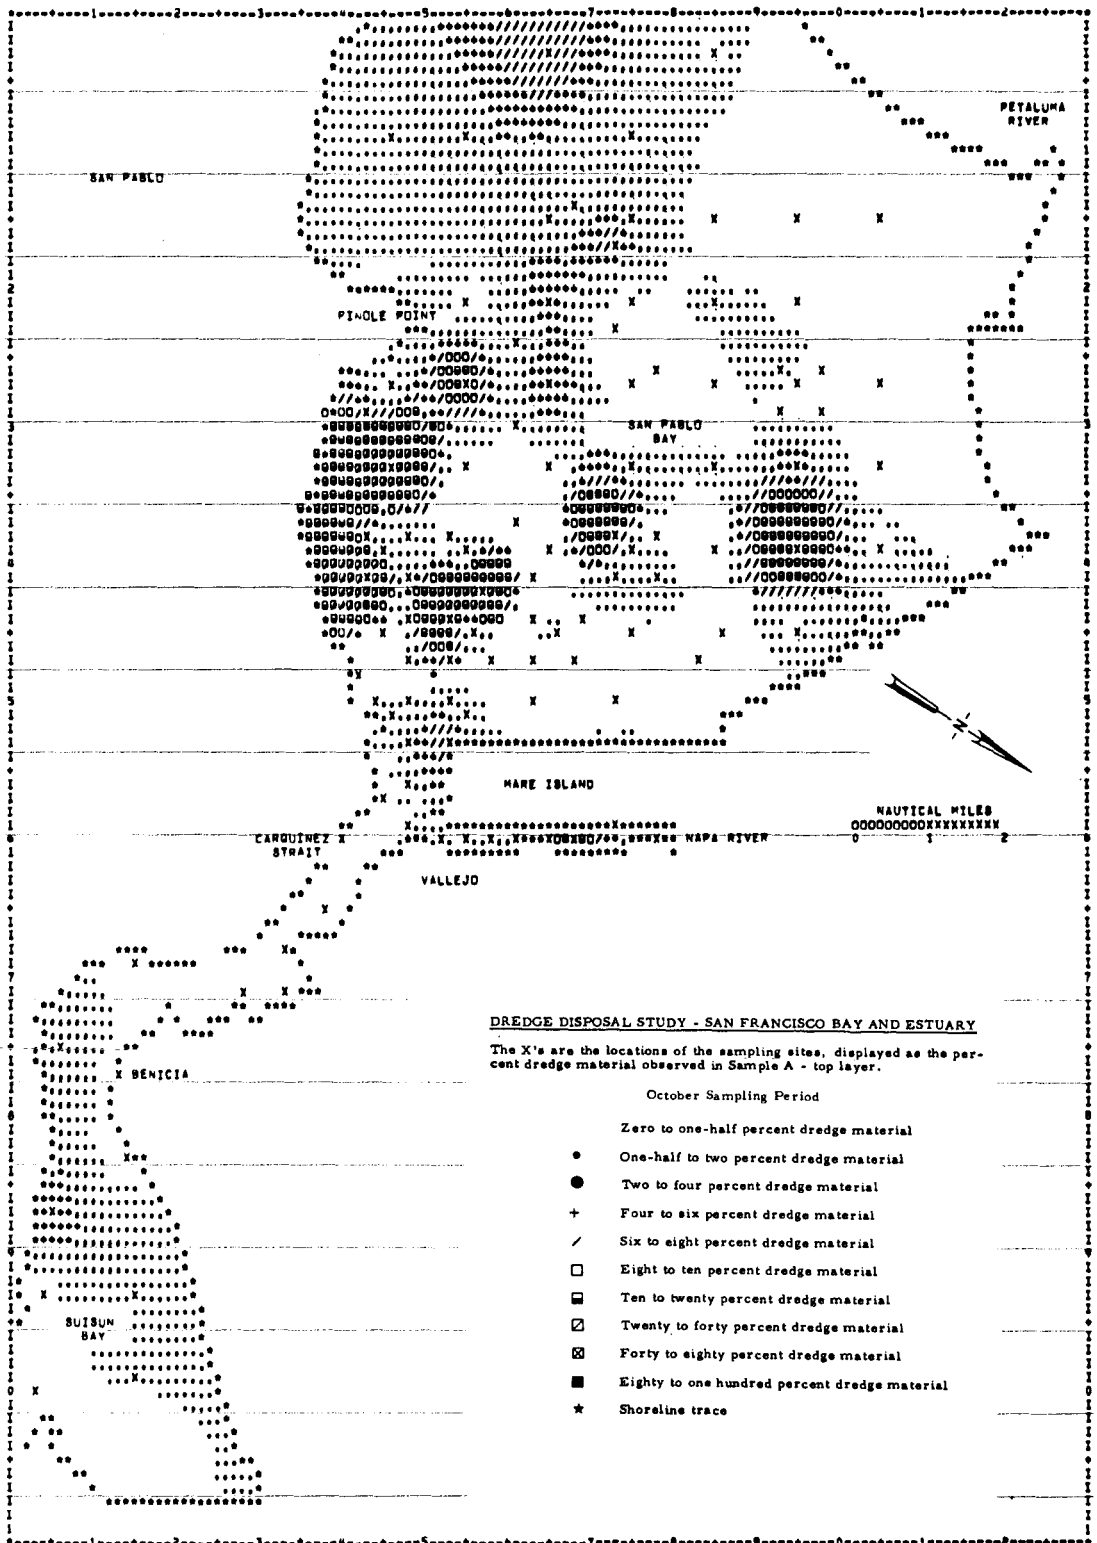 PETALUMA
RIVER
SAN PABLO
PINOLE POINT
SAN PABLO
BAY
MARE ISLAND
NAUTICAL MILES
0 1 2
CARQUINEZ
STRAIT
NAPA RIVER
VALLEJO
N
BENICIA
SUISUN
BAY
DREDGE DISPOSAL STUDY - SAN FRANCISCO BAY AND ESTUARY
The X's are the locations of the sampling sites, displayed as the per-
cent dredge material observed in Sample A - top layer.
October Sampling Period
Zero to one-half percent dredge material
One-half to two percent dredge material
Two to four percent dredge material
+ Four to six percent dredge material
/ Six to eight percent dredge material
Eight to ten percent dredge material
Ten to twenty percent dredge material
Twenty to forty percent dredge material
Forty to eighty percent dredge material
Eighty to one hundred percent dredge material
Shoreline trace